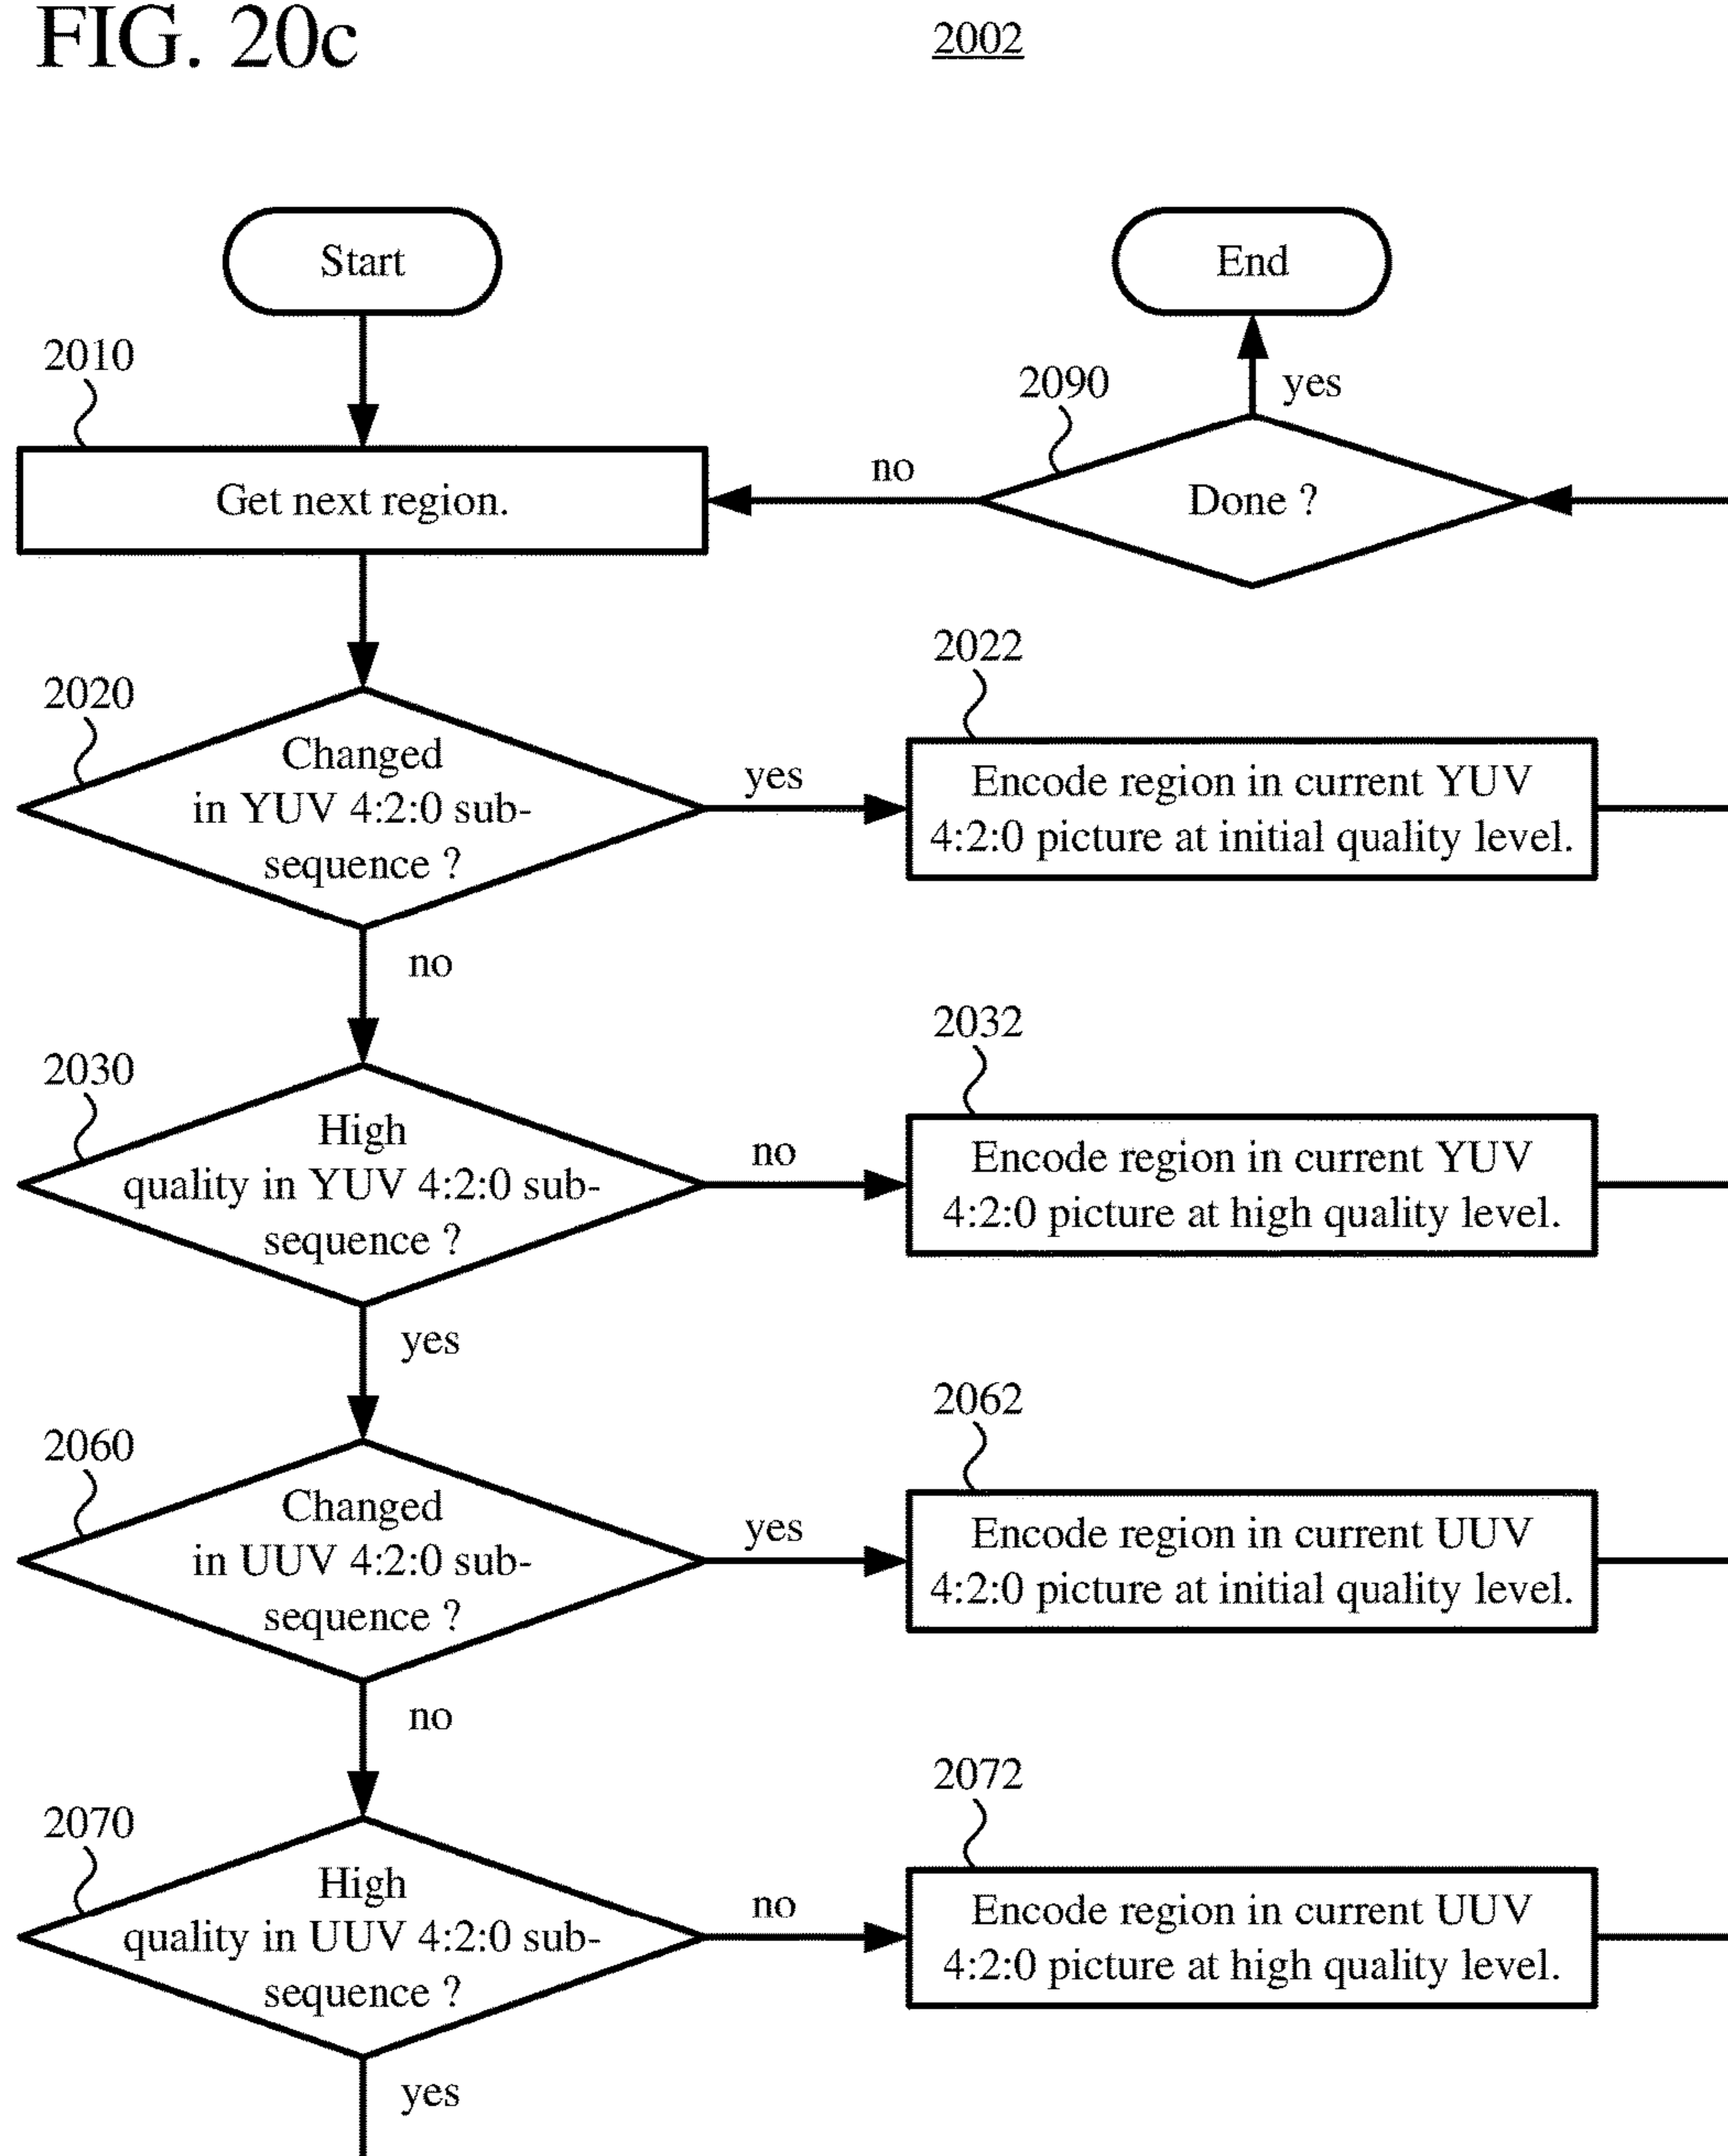 FIG. 20c
2002
Start
End
2010
2090
yes
Get next region.
no
Done ?
2020
2022
Changed
in YUV 4:2:0 sub-
sequence ?
yes
Encode region in current YUV
4:2:0 picture at initial quality level.
no
2030
2032
High
quality in YUV 4:2:0 sub-
sequence ?
no
Encode region in current YUV
4:2:0 picture at high quality level.
yes
2060
2062
Changed
in UUV 4:2:0 sub-
sequence ?
yes
Encode region in current UUV
4:2:0 picture at initial quality level.
no
2070
2072
High
quality in UUV 4:2:0 sub-
sequence ?
no
Encode region in current UUV
4:2:0 picture at high quality level.
yes